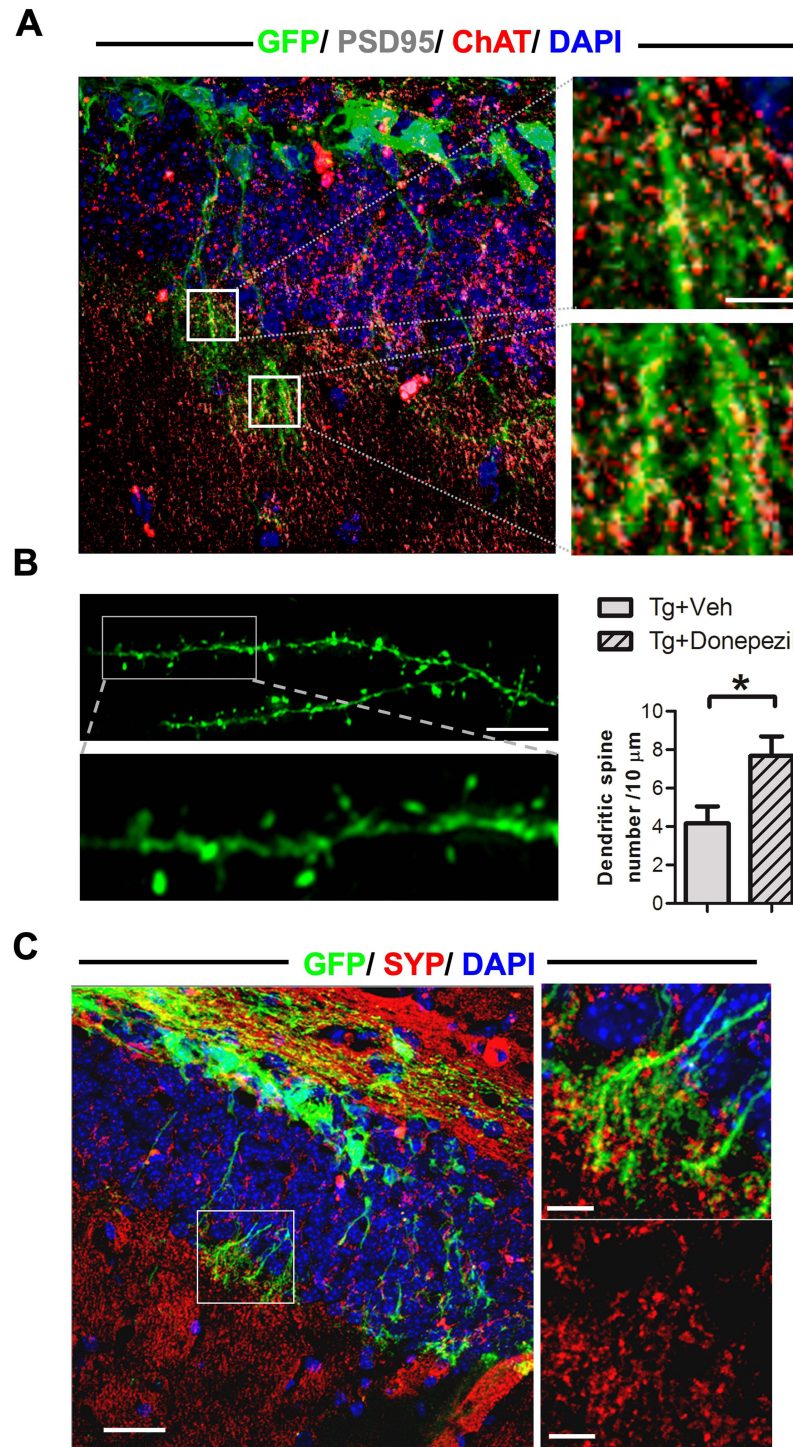 A
GFP/ PSD95/ ChAT/ DAPI
B
Tg+Veh
Tg+Donepezi
*
Dendritic spine
number /10 μm
10
8
6
4
2
0
C
GFP/ SYP/ DAPI